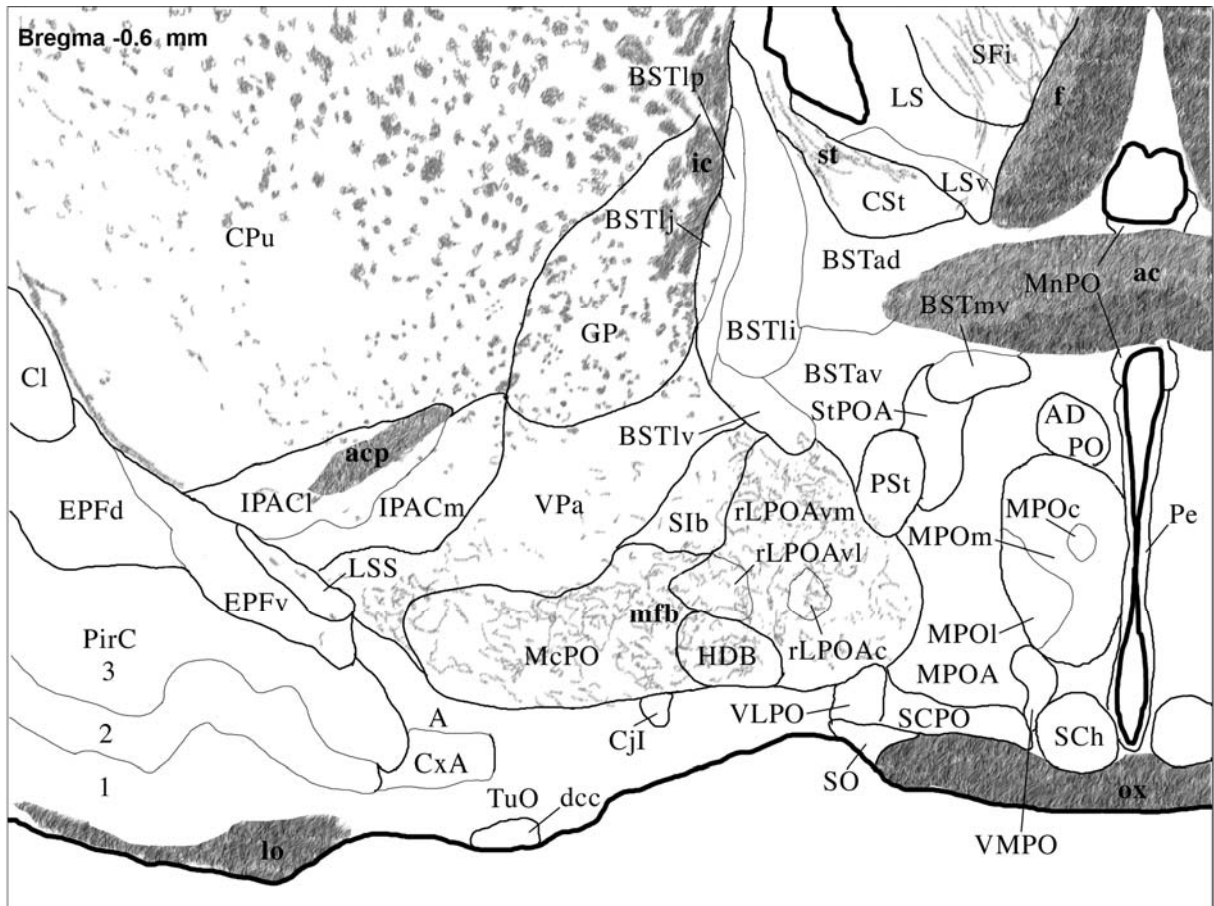 Bregma -0.6 mm
SFi
BSTlp
LS
f
ic
st
LSv
CSt
BSTlj
CPu
BSTad
MnPO
ac
BSTmv
GP
BSTli
Cl
BSTav
StPOA
AD
PO
BSTlv
acp
IPACl
IPACm
EPFd
VPa
SIb
PSt
rLPOAvm
MPOc
MPOm
Pe
rLPOAvl
LSS
EPFv
mfb
PirC
3
McPO
HDB
rLPOAc
MPOl
MPOA
A
2
CjI
VLPO
SCPO
SCh
CxA
1
SO
TuO
dcc
ox
lo
VMPO